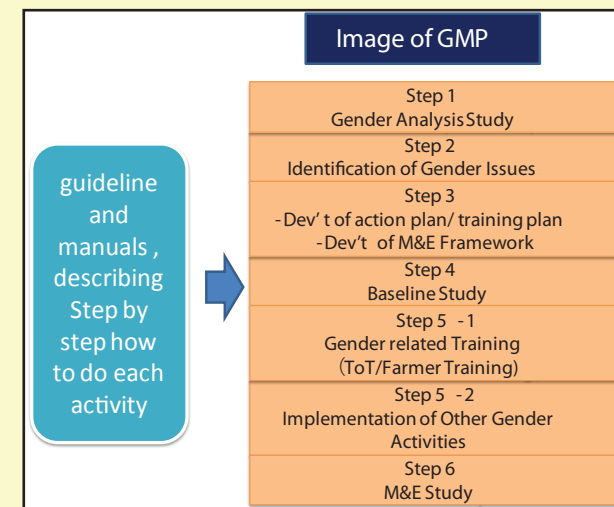 Image of GMP
guideline
and
manuals ,
describing
Step by
step how
to do each
activity
Step 1
Gender Analysis Study
Step 2
Identification of Gender Issues
Step 3
-Dev' t of action plan/ training plan
-Dev't of M&E Framework
Step 4
Baseline Study
Step 5 -1
Gender related Training
(ToT/Farmer Training)
Step 5 -2
Implementation of Other Gender
Activities
Step 6
M&E Study